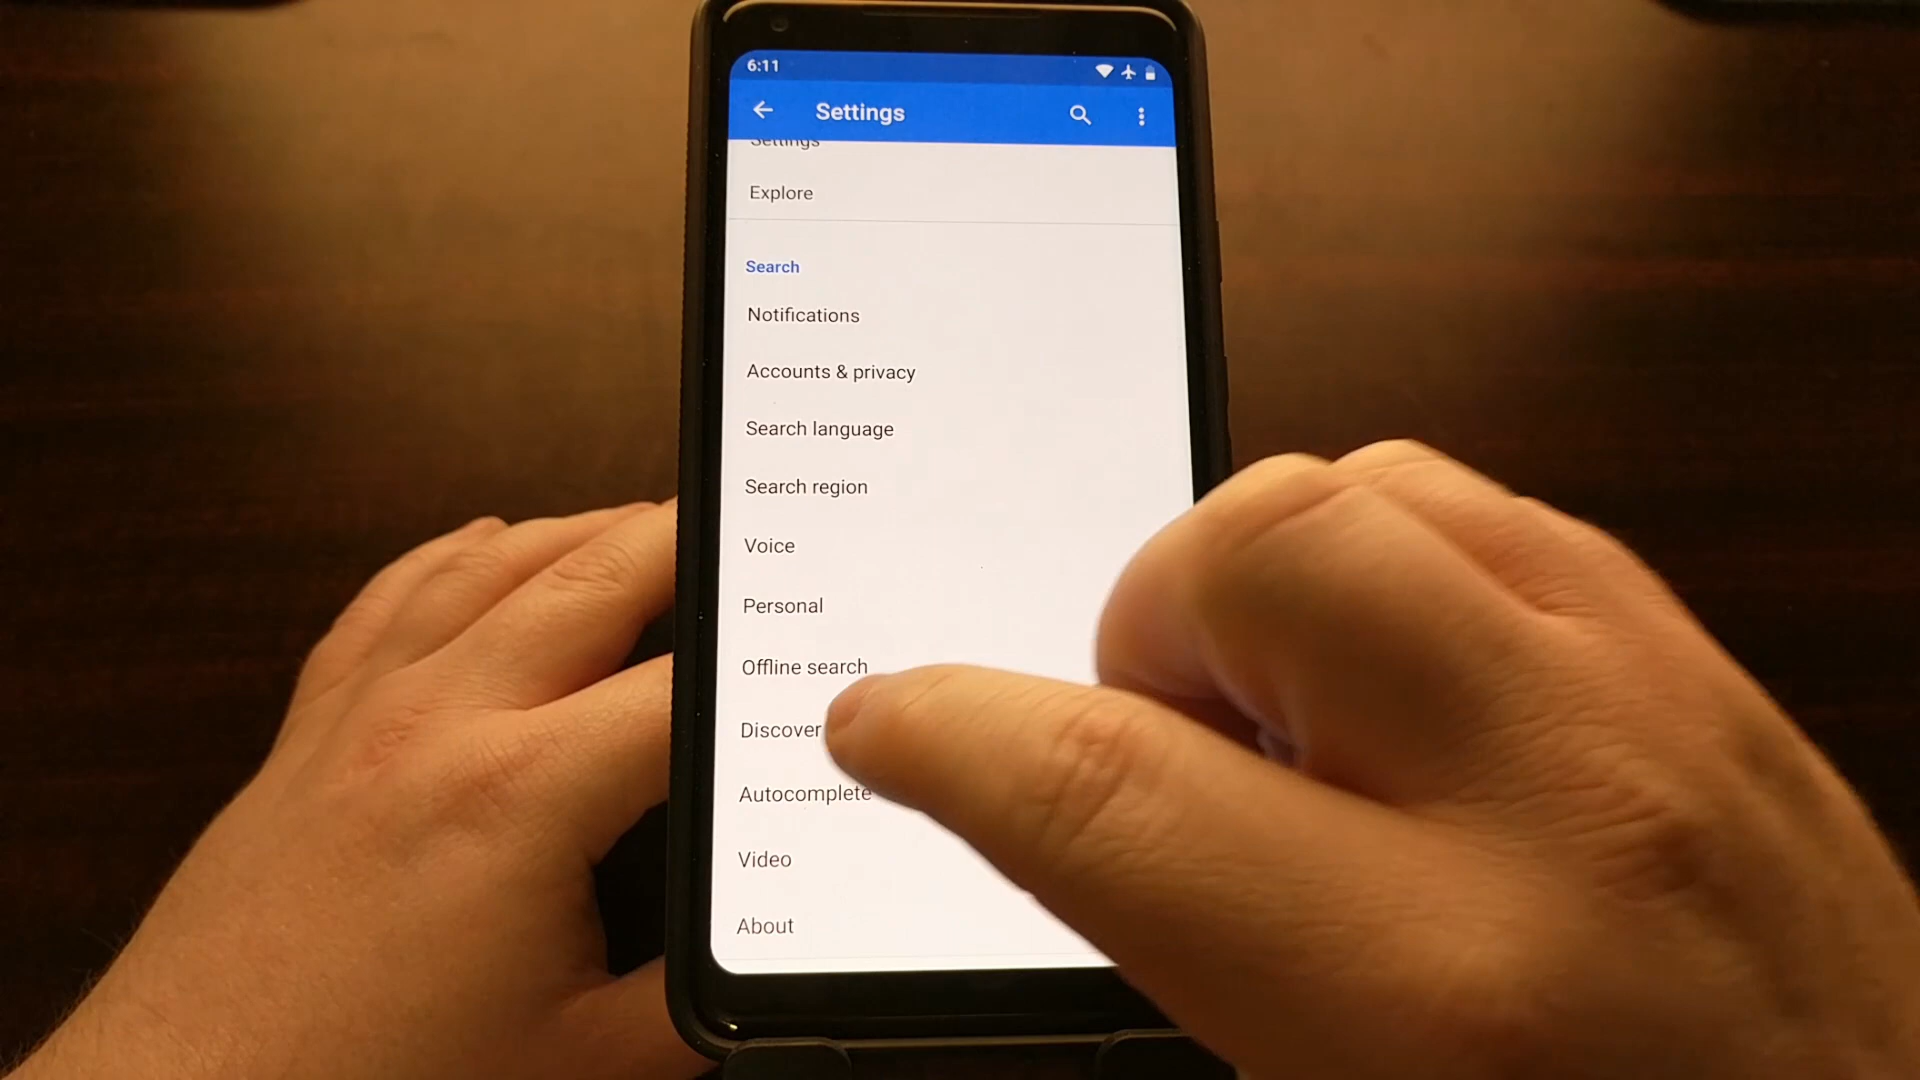 6:11
Settings
Settings
Explore
Search
Notifications
Accounts & privacy
Search language
Search region
Voice
Personal
Offline search
Discover
Autocomplete
Video
About